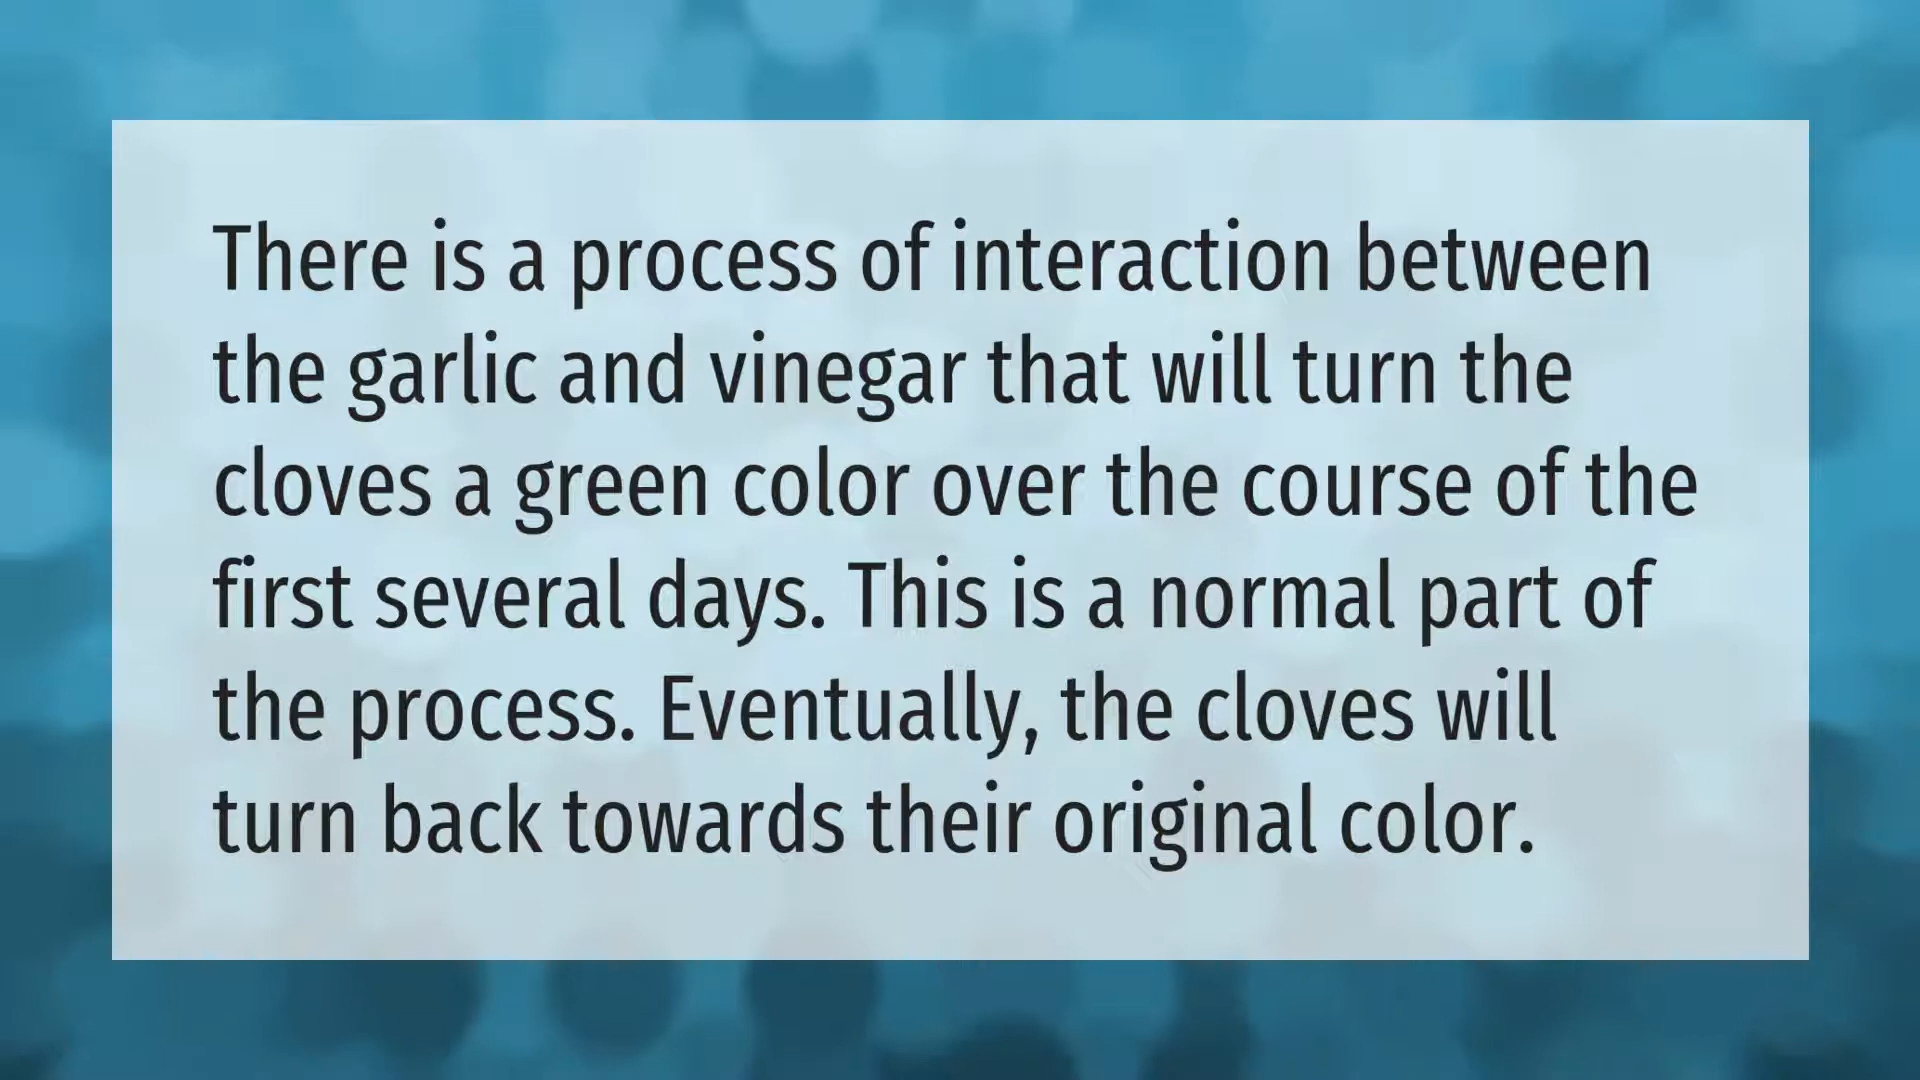 There is a process of interaction between
the garlic and vinegar that will turn the
cloves a green color over the course of the
first several days. This is a normal part of
the process. Eventually, the cloves will
turn back towards their original color.